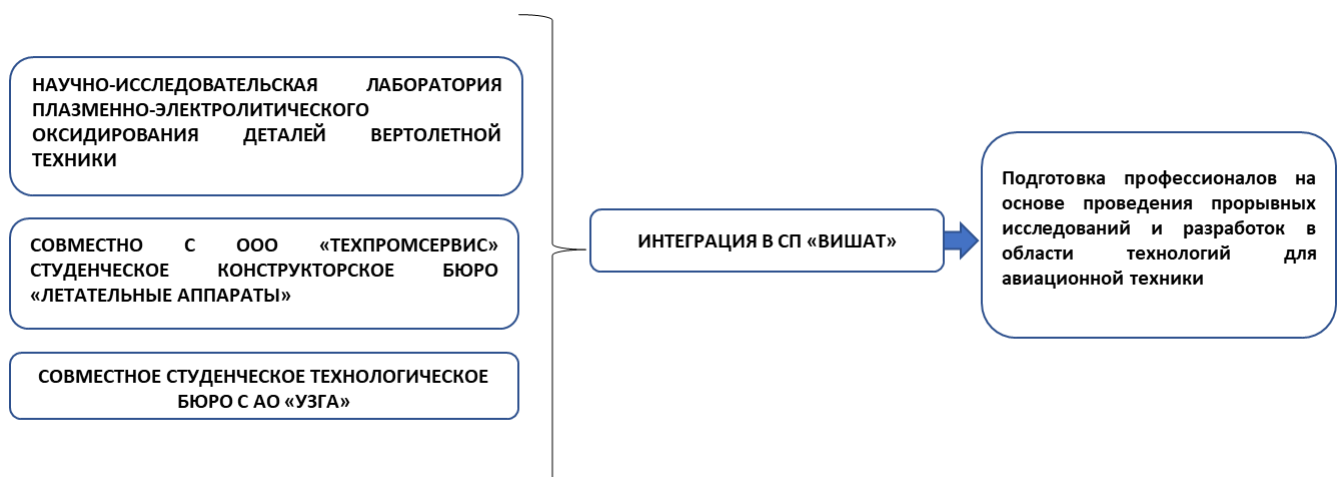 НАУЧНО-ИССЛЕДОВАТЕЛЬСКАЯ ЛАБОРАТОРИЯ
ПЛАЗМЕННО-ЭЛЕКТРОЛИТИЧЕСКОГО
ОКСИДИРОВАНИЯ ДЕТАЛЕЙ ВЕРТОЛЕТНОЙ
ТЕХНИКИ
СОВМЕСТНО С ООО «ТЕХПРОМСЕРВИС»
СТУДЕНЧЕСКОЕ КОНСТРУКТОРСКОЕ БЮРО
«ЛЕТАТЕЛЬНЫЕ АППАРАТЫ»
СОВМЕСТНОЕ СТУДЕНЧЕСКОЕ ТЕХНОЛОГИЧЕСКОЕ
БЮРО С АО «УЗГА»
ИНТЕГРАЦИЯ В СП «ВИШАТ»
Подготовка профессионалов на
основе проведения прорывных
исследований и разработок в
области технологий для
авиационной техники